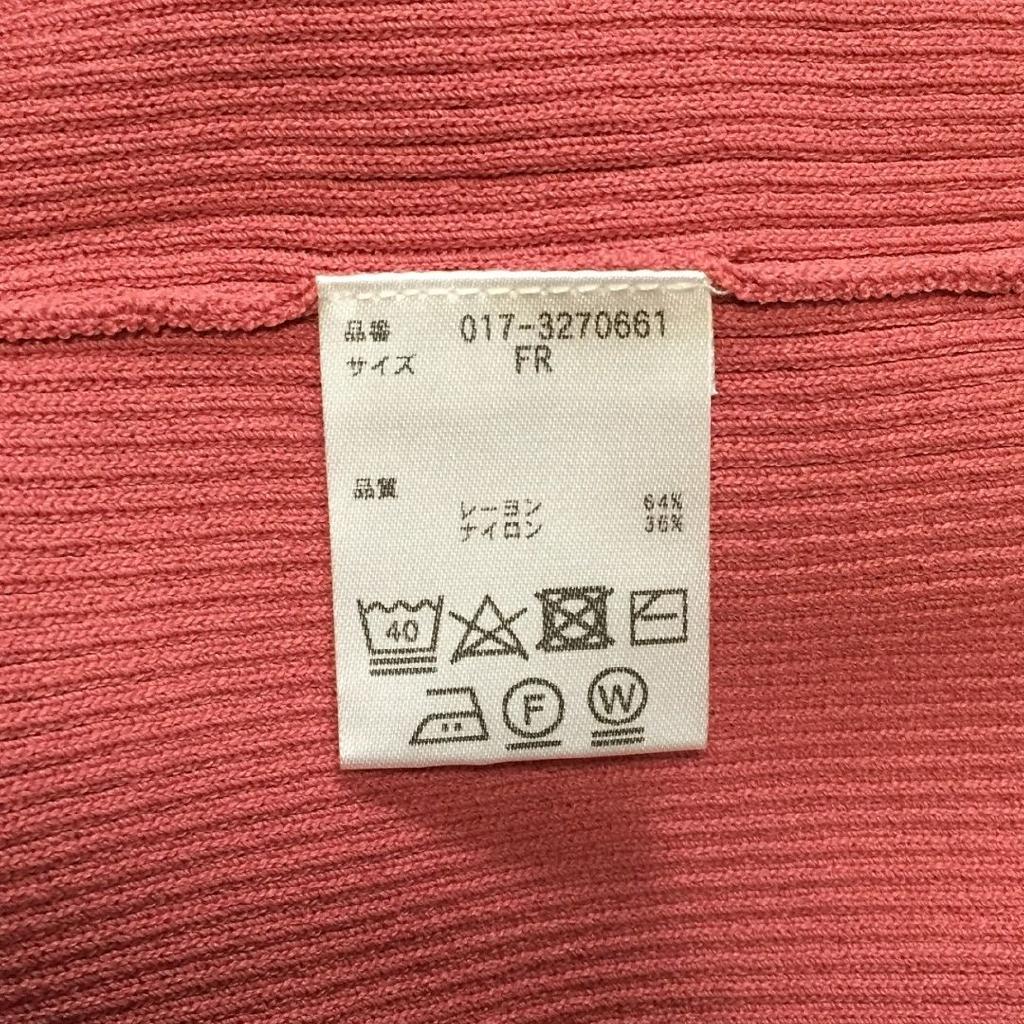 品番 017-3270661
サイズ FR
品質
レーヨン 64%
ナイロン 36%
40
F W